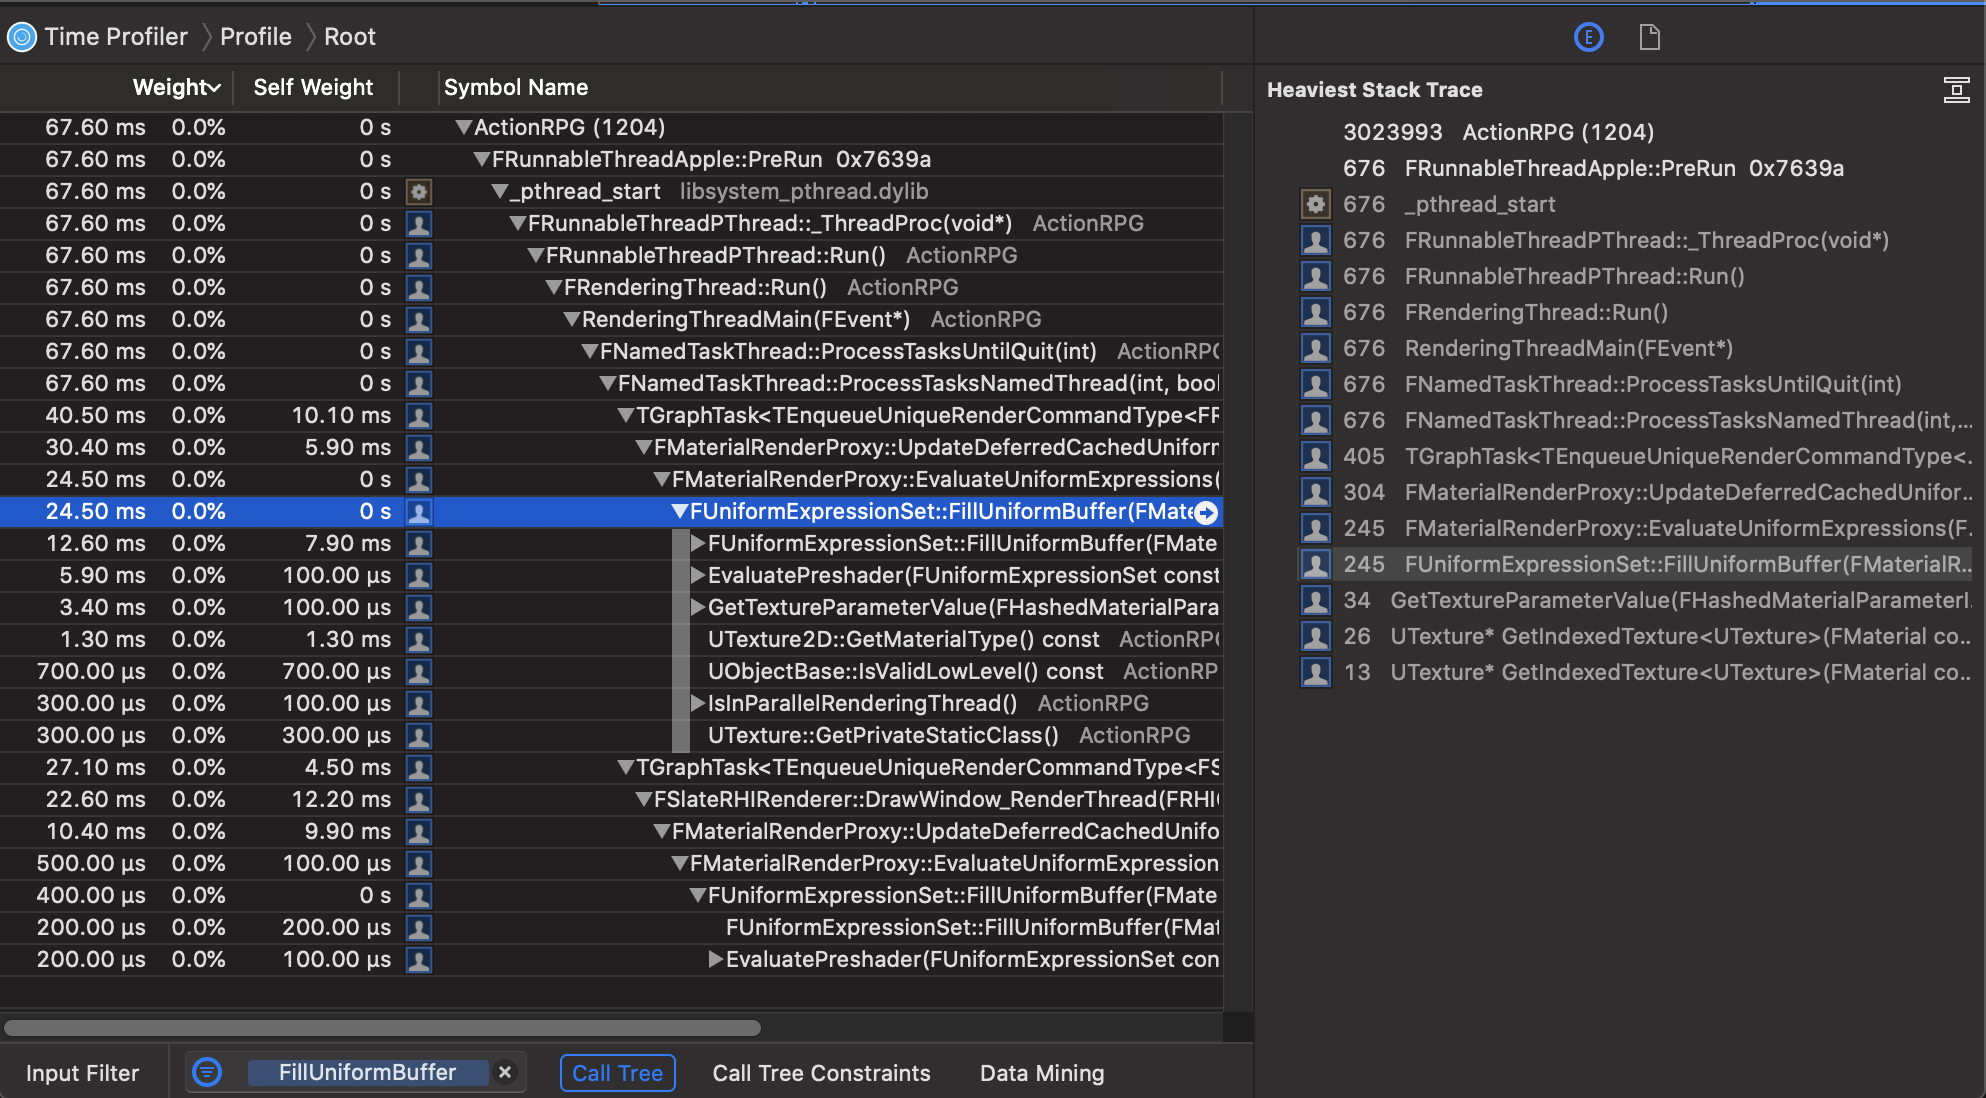 Time Profiler Profile Root
Weight Self Weight Symbol Name
67.60 ms 0.0% 0 s ActionRPG (1204)
67.60 ms 0.0% 0 s FRunnableThreadApple::PreRun 0x7639a
67.60 ms 0.0% 0 s _pthread_start libsystem_pthread.dylib
67.60 ms 0.0% 0 s FRunnableThreadPThread::_ThreadProc(void*) ActionRPG
67.60 ms 0.0% 0 s FRunnableThreadPThread::Run() ActionRPG
67.60 ms 0.0% 0 s FRenderingThread::Run() ActionRPG
67.60 ms 0.0% 0 s RenderingThreadMain(FEvent*) ActionRPG
67.60 ms 0.0% 0 s FNamedTaskThread::ProcessTasksUntilQuit(int) ActionRPG
67.60 ms 0.0% 0 s FNamedTaskThread::ProcessTasksNamedThread(int, bool
40.50 ms 0.0% 10.10 ms TGraphTask<TEnqueueUniqueRenderCommandType<FR
30.40 ms 0.0% 5.90 ms FMaterialRenderProxy::UpdateDeferredCachedUniform
24.50 ms 0.0% 0 s FMaterialRenderProxy::EvaluateUniformExpressions(
24.50 ms 0.0% 0 s FUniformExpressionSet::FillUniformBuffer(FMate
12.60 ms 0.0% 7.90 ms FUniformExpressionSet::FillUniformBuffer(FMate
5.90 ms 0.0% 100.00 µs EvaluatePreshader(FUniformExpressionSet const
3.40 ms 0.0% 100.00 µs GetTextureParameterValue(FHashedMaterialPara
1.30 ms 0.0% 1.30 ms UTexture2D::GetMaterialType() const ActionRPG
700.00 µs 0.0% 700.00 µs UObjectBase::IsValidLowLevel() const ActionRP
300.00 µs 0.0% 100.00 µs IsInParallelRenderingThread() ActionRPG
300.00 µs 0.0% 300.00 µs UTexture::GetPrivateStaticClass() ActionRPG
27.10 ms 0.0% 4.50 ms TGraphTask<TEnqueueUniqueRenderCommandType<FS
22.60 ms 0.0% 12.20 ms FSlateRHIRenderer::DrawWindow_RenderThread(FRHI
10.40 ms 0.0% 9.90 ms FMaterialRenderProxy::UpdateDeferredCachedUnifo
500.00 µs 0.0% 100.00 µs FMaterialRenderProxy::EvaluateUniformExpression
400.00 µs 0.0% 0 s FUniformExpressionSet::FillUniformBuffer(FMate
200.00 µs 0.0% 200.00 µs FUniformExpressionSet::FillUniformBuffer(FMat
200.00 µs 0.0% 100.00 µs EvaluatePreshader(FUniformExpressionSet con
Input Filter FillUniformBuffer Call Tree Call Tree Constraints Data Mining
E
Heaviest Stack Trace
3023993 ActionRPG (1204)
676 FRunnableThreadApple::PreRun 0x7639a
676 _pthread_start
676 FRunnableThreadPThread::_ThreadProc(void*)
676 FRunnableThreadPThread::Run()
676 FRenderingThread::Run()
676 RenderingThreadMain(FEvent*)
676 FNamedTaskThread::ProcessTasksUntilQuit(int)
676 FNamedTaskThread::ProcessTasksNamedThread(int,...
405 TGraphTask<TEnqueueUniqueRenderCommandType<..
304 FMaterialRenderProxy::UpdateDeferredCachedUnifor...
245 FMaterialRenderProxy::EvaluateUniformExpressions(F..
245 FUniformExpressionSet::FillUniformBuffer(FMaterialR...
34 GetTextureParameterValue(FHashedMaterialParameterI..
26 UTexture* GetIndexedTexture<UTexture>(FMaterial co...
13 UTexture* GetIndexedTexture<UTexture>(FMaterial co...